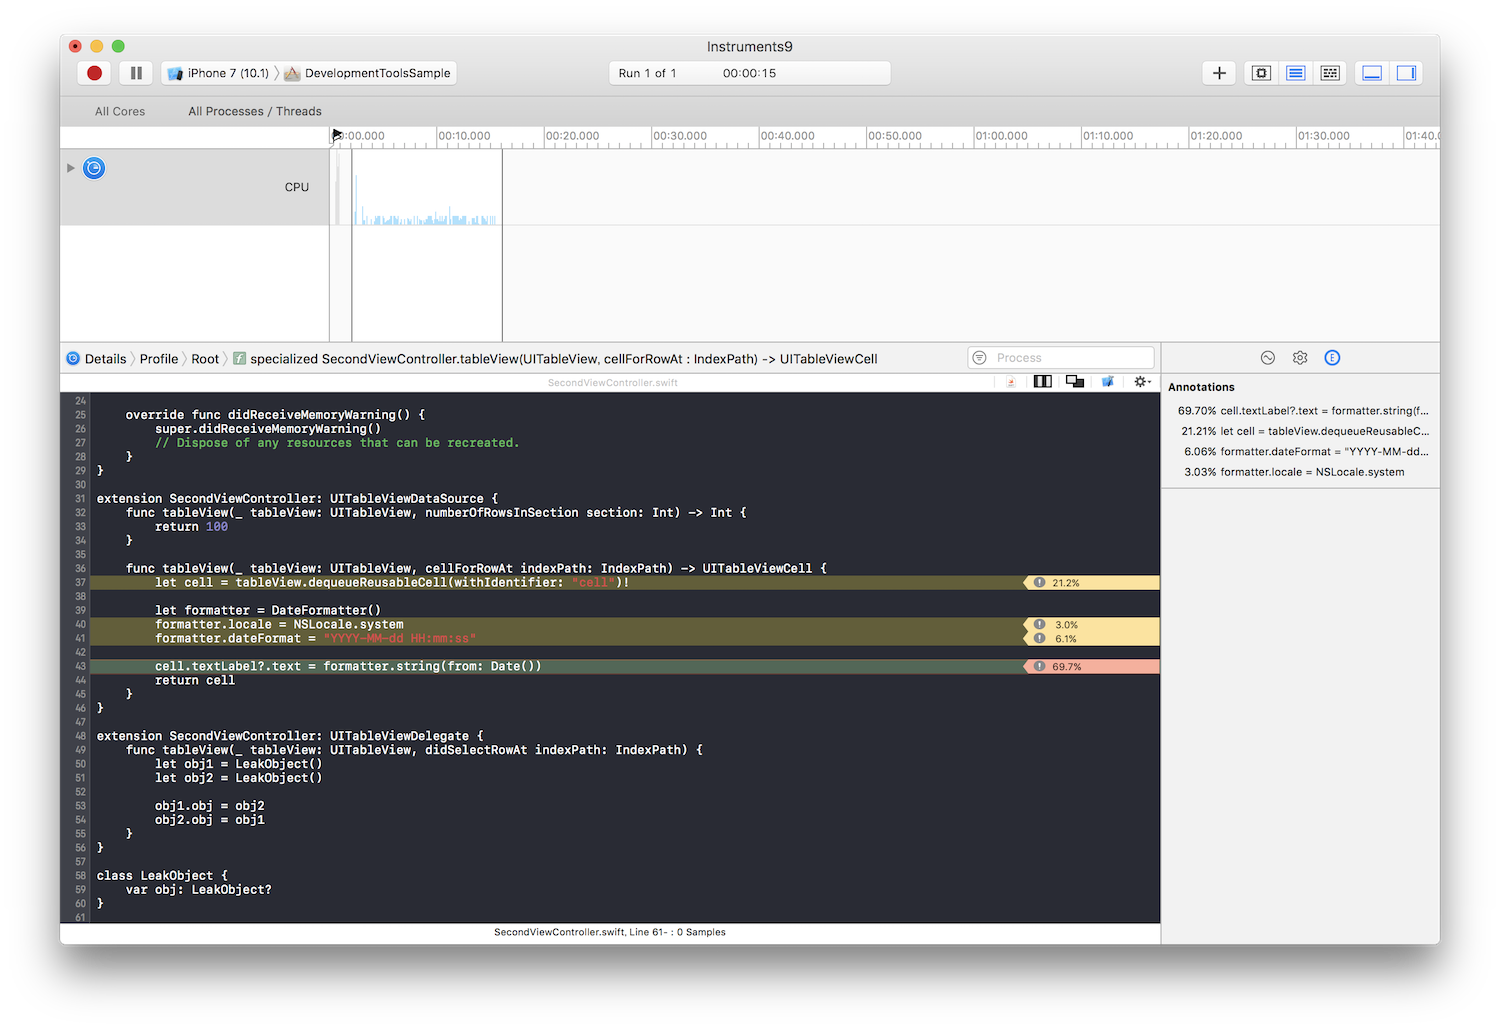 Instruments9
iPhone 7 (10.1) DevelopmentToolsSample
Run 1 of 1 00:00:15
All Cores All Processes / Threads
00:10.000 00:20.000 00:30.000 00:40.000 00:50.000 01:00.000 01:10.000 01:20.000 01:30.000
CPU
Details Profile Root f specialized SecondViewController.tableView(UITableView, cellForRowAt : IndexPath) -> UITableViewCell
Process
E
SecondViewController.swift
24
25 override func didReceiveMemoryWarning() {
26 super.didReceiveMemoryWarning()
27 // Dispose of any resources that can be recreated.
28 }
29 }
30
31 extension SecondViewController: UITableViewDataSource {
32 func tableView(_ tableView: UITableView, numberOfRowsInSection section: Int) -> Int {
33 return 100
34 }
35
36 func tableView(_ tableView: UITableView, cellForRowAt indexPath: IndexPath) -> UITableViewCell {
37 let cell = tableView.dequeueReusableCell(withIdentifier: "cell")! 21.2%
38
39 let formatter = DateFormatter()
40 formatter.locale = NSLocale.system 3.0%
41 formatter.dateFormat = "YYYY-MM-dd HH:mm:ss" 6.1%
42
43 cell.textLabel?.text = formatter.string(from: Date()) 69.7%
44 return cell
45 }
46 }
47
48 extension SecondViewController: UITableViewDelegate {
49 func tableView(_ tableView: UITableView, didSelectRowAt indexPath: IndexPath) {
50 let obj1 = LeakObject()
51 let obj2 = LeakObject()
52
53 obj1.obj = obj2
54 obj2.obj = obj1
55 }
56 }
57
58 class LeakObject {
59 var obj: LeakObject?
60 }
61
SecondViewController.swift, Line 61- : 0 Samples
Annotations
69.70% cell.textLabel?.text = formatter.string(f...
21.21% let cell = tableView.dequeueReusableC...
6.06% formatter.dateFormat = "YYYY-MM-dd...
3.03% formatter.locale = NSLocale.system